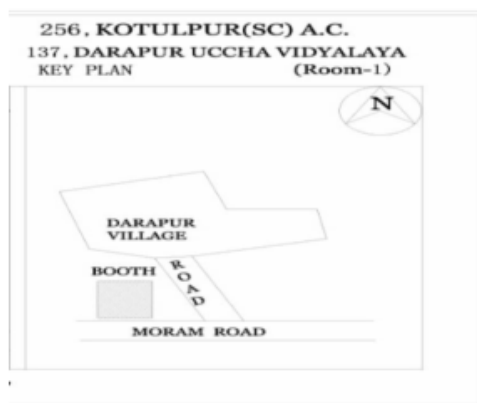 256, KOTULPUR(SC) A.C.
137, DARAPUR UCCHA VIDYALAYA
KEY PLAN (Room-1)
N
DARAPUR
VILLAGE
BOOTH
ROAD
MORAM ROAD